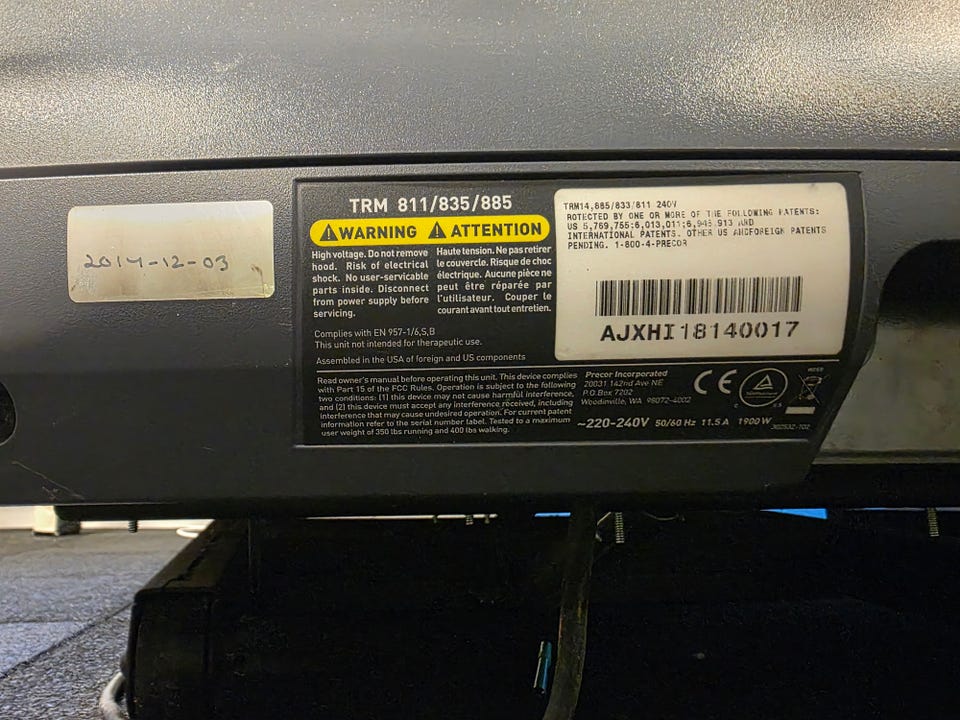 2014-12-03
TRM 811/835/885
WARNING ATTENTION
High voltage. Do not remove
hood. Risk of electrical
shock. No user-servicable
parts inside. Disconnect
from power supply before
servicing.
Haute tension. Ne pas retirer
le couvercle. Risque de choc
électrique. Aucune pièce ne
peut être réparée par
l'utilisateur. Couper le
courant avant tout entretien.
Complies with EN 957-1/6,S,B
This unit not intended for therapeutic use.
Assembled in the USA of foreign and US components
TRM14,885/833/811 240V
ROTECTED BY ONE OR MORE OF THE FOLLOWING PATENTS:
US 5,769,755;6,013,011;6,945,913 AND
INTERNATIONAL PATENTS. OTHER US ANDFOREIGN PATENTS
PENDING. 1-800-4-PRECOR
AJXHI18140017
Read owner's manual before operating this unit. This device complies
with Part 15 of the FCC Rules. Operation is subject to the following
two conditions: (1) this device may not cause harmful interference,
and (2) this device must accept any interference received, including
interference that may cause undesired operation. For current patent
information refer to the serial number label. Tested to a maximum
user weight of 350 lbs running and 400 lbs walking.
Precor Incorporated
20031 142nd Ave NE
P.O.Box 7202
Woodinville, WA 98072-4002
CE
C US
~220-240V 50/60 Hz 11.5A 1900W
302532-102